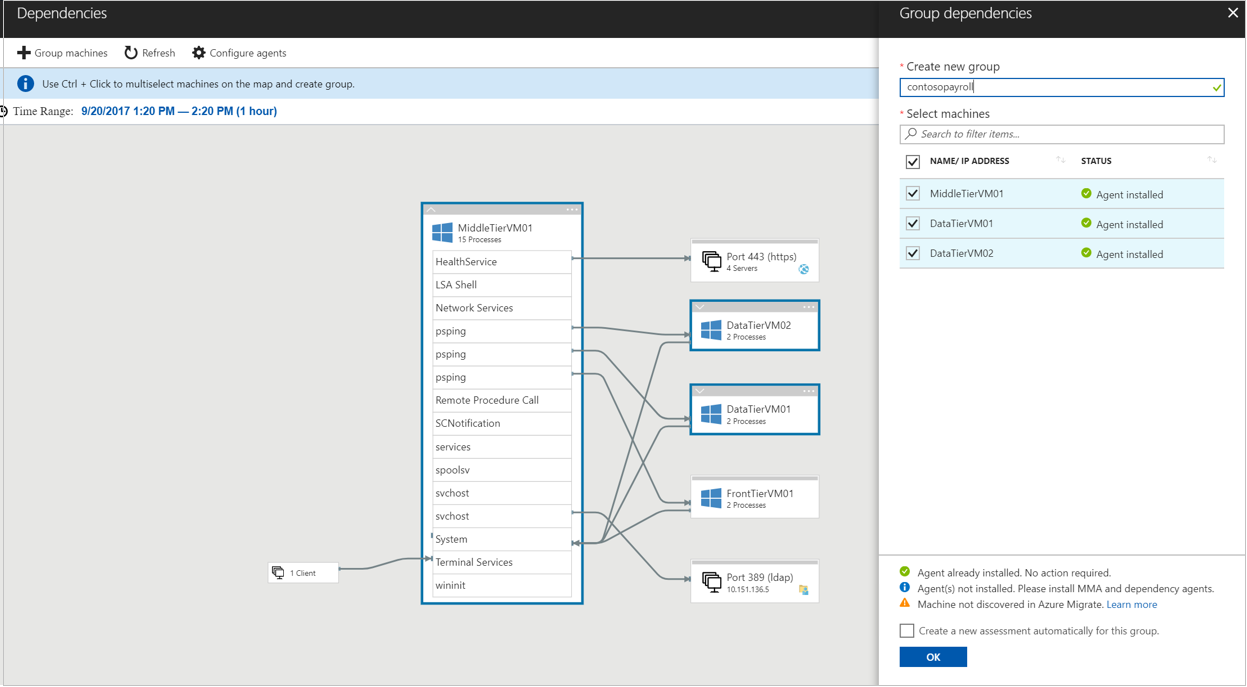 Dependencies
Group machines Refresh Configure agents
Use Ctrl + Click to multiselect machines on the map and create group.
Time Range: 9/20/2017 1:20 PM — 2:20 PM (1 hour)
MiddleTierVM01
15 Processes
HealthService
LSA Shell
Network Services
psping
psping
psping
Remote Procedure Call
SCNotification
services
spoolsv
svchost
svchost
System
Terminal Services
wininit
1 Client
Port 443 (https)
4 Servers
DataTierVM02
2 Processes
DataTierVM01
2 Processes
FrontTierVM01
2 Processes
Port 389 (ldap)
10.151.136.5
Group dependencies
* Create new group
contosopayroll
* Select machines
Search to filter items...
NAME/ IP ADDRESS STATUS
MiddleTierVM01 Agent installed
DataTierVM01 Agent installed
DataTierVM02 Agent installed
Agent already installed. No action required.
Agent(s) not installed. Please install MMA and dependency agents.
Machine not discovered in Azure Migrate. Learn more
Create a new assessment automatically for this group.
OK